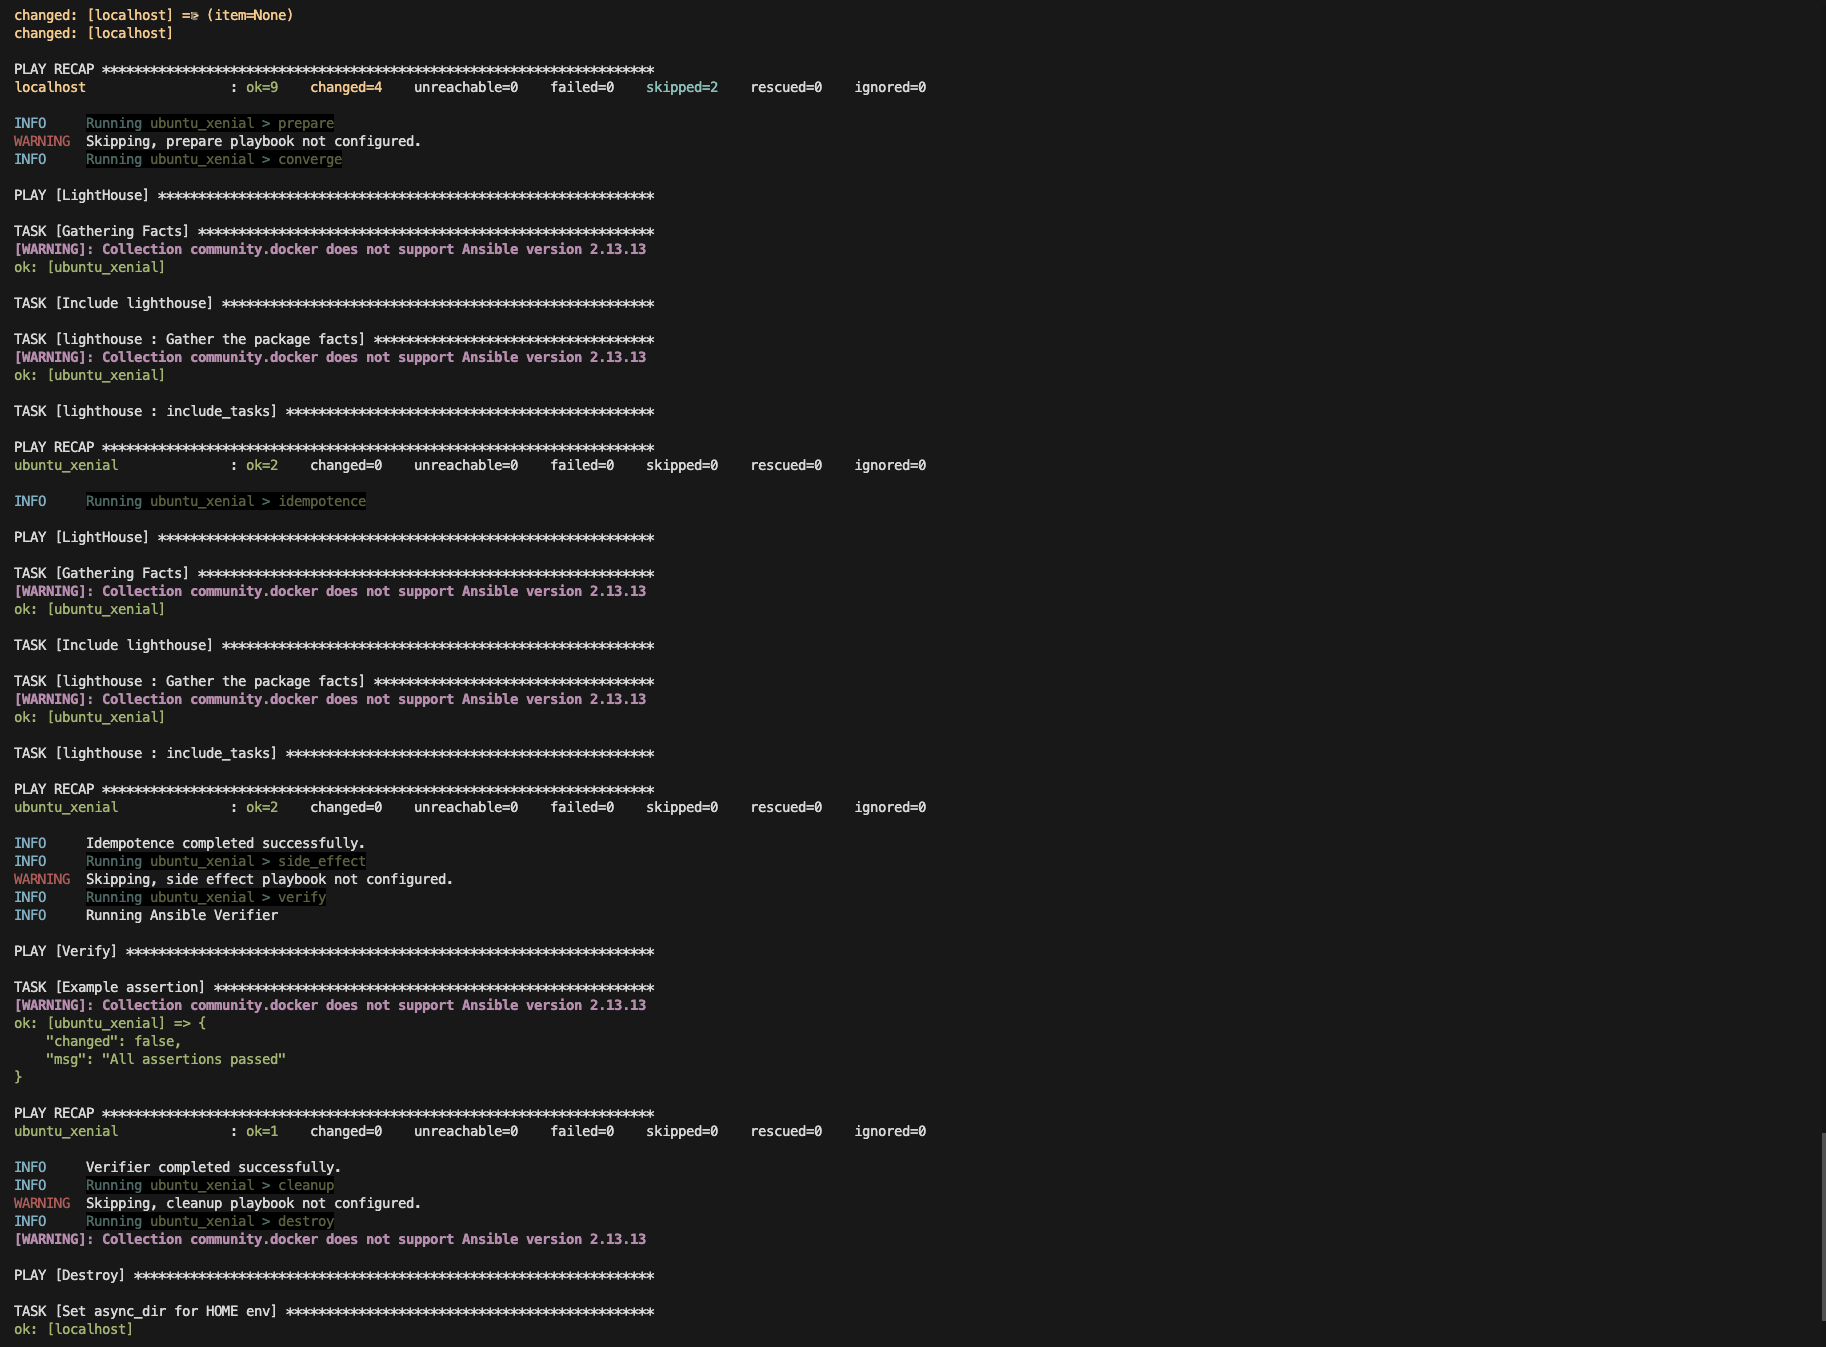 changed: [localhost] => (item=None)
changed: [localhost]
PLAY RECAP *********************************************************************
localhost                  : ok=9    changed=4    unreachable=0    failed=0    skipped=2    rescued=0    ignored=0
INFO     Running ubuntu_xenial > prepare
WARNING  Skipping, prepare playbook not configured.
INFO     Running ubuntu_xenial > converge
PLAY [LightHouse] **************************************************************
TASK [Gathering Facts] *********************************************************
[WARNING]: Collection community.docker does not support Ansible version 2.13.13
ok: [ubuntu_xenial]
TASK [Include lighthouse] ******************************************************
TASK [lighthouse : Gather the package facts] ***********************************
[WARNING]: Collection community.docker does not support Ansible version 2.13.13
ok: [ubuntu_xenial]
TASK [lighthouse : include_tasks] **********************************************
PLAY RECAP *********************************************************************
ubuntu_xenial              : ok=2    changed=0    unreachable=0    failed=0    skipped=0    rescued=0    ignored=0
INFO     Running ubuntu_xenial > idempotence
PLAY [LightHouse] **************************************************************
TASK [Gathering Facts] *********************************************************
[WARNING]: Collection community.docker does not support Ansible version 2.13.13
ok: [ubuntu_xenial]
TASK [Include lighthouse] ******************************************************
TASK [lighthouse : Gather the package facts] ***********************************
[WARNING]: Collection community.docker does not support Ansible version 2.13.13
ok: [ubuntu_xenial]
TASK [lighthouse : include_tasks] **********************************************
PLAY RECAP *********************************************************************
ubuntu_xenial              : ok=2    changed=0    unreachable=0    failed=0    skipped=0    rescued=0    ignored=0
INFO     Idempotence completed successfully.
INFO     Running ubuntu_xenial > side_effect
WARNING  Skipping, side effect playbook not configured.
INFO     Running ubuntu_xenial > verify
INFO     Running Ansible Verifier
PLAY [Verify] ******************************************************************
TASK [Example assertion] *******************************************************
[WARNING]: Collection community.docker does not support Ansible version 2.13.13
ok: [ubuntu_xenial] => {
    "changed": false,
    "msg": "All assertions passed"
}
PLAY RECAP *********************************************************************
ubuntu_xenial              : ok=1    changed=0    unreachable=0    failed=0    skipped=0    rescued=0    ignored=0
INFO     Verifier completed successfully.
INFO     Running ubuntu_xenial > cleanup
WARNING  Skipping, cleanup playbook not configured.
INFO     Running ubuntu_xenial > destroy
[WARNING]: Collection community.docker does not support Ansible version 2.13.13
PLAY [Destroy] *****************************************************************
TASK [Set async_dir for HOME env] **********************************************
ok: [localhost]